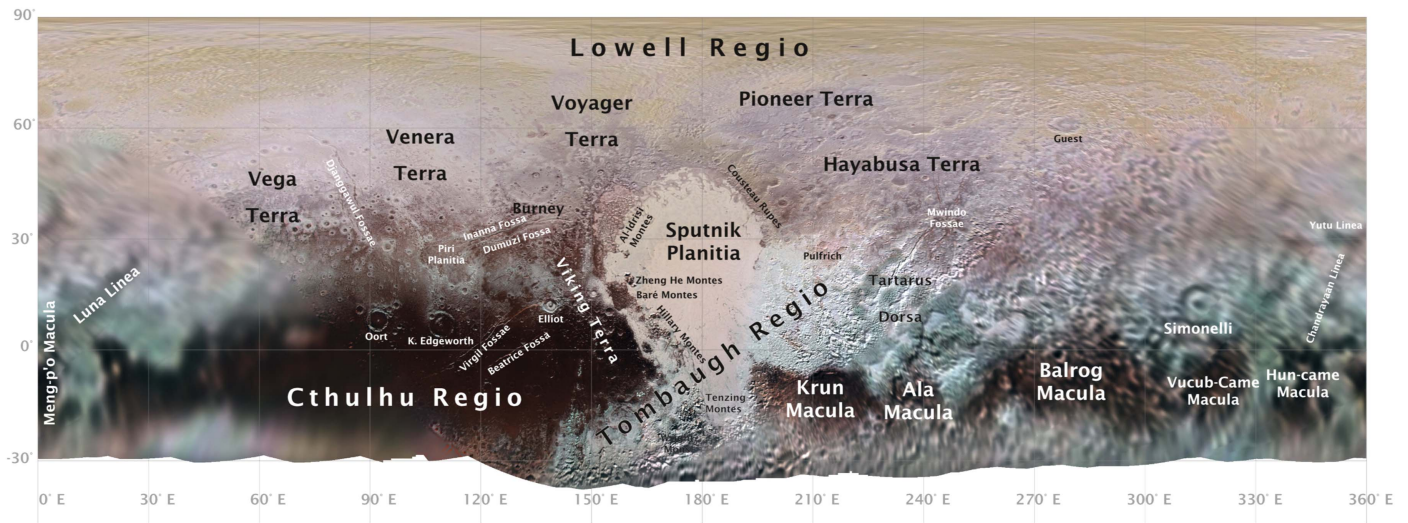 90°
Lowell Regio
Voyager
Terra
Pioneer Terra
60°
Venera
Terra
Guest
Hayabusa Terra
Vega
Terra
Djanggawul Fossae
Cousteau Rupes
Burney
Al-Idrisi
Montes
Mwindo
Fossae
Inanna Fossa
Dumuzi Fossa
Sputnik
Planitia
Yutu Linea
30°
Piri
Planitia
Pulfrich
Viking Terra
Zheng He Montes
Baré Montes
Tartarus
Dorsa
Luna Linea
Chandrayaan Linea
Hillary Montes
Tombaugh Regio
Elliot
Simonelli
Oort
K. Edgeworth
Virgil Fossae
Beatrice Fossa
0°
Meng-p'o Macula
Cthulhu Regio
Krun
Macula
Ala
Macula
Balrog
Macula
Vucub-Came
Macula
Hun-came
Macula
Tenzing
Montes
-30°
0° E
30° E
60° E
90° E
120° E
150° E
180° E
210° E
240° E
270° E
300° E
330° E
360° E